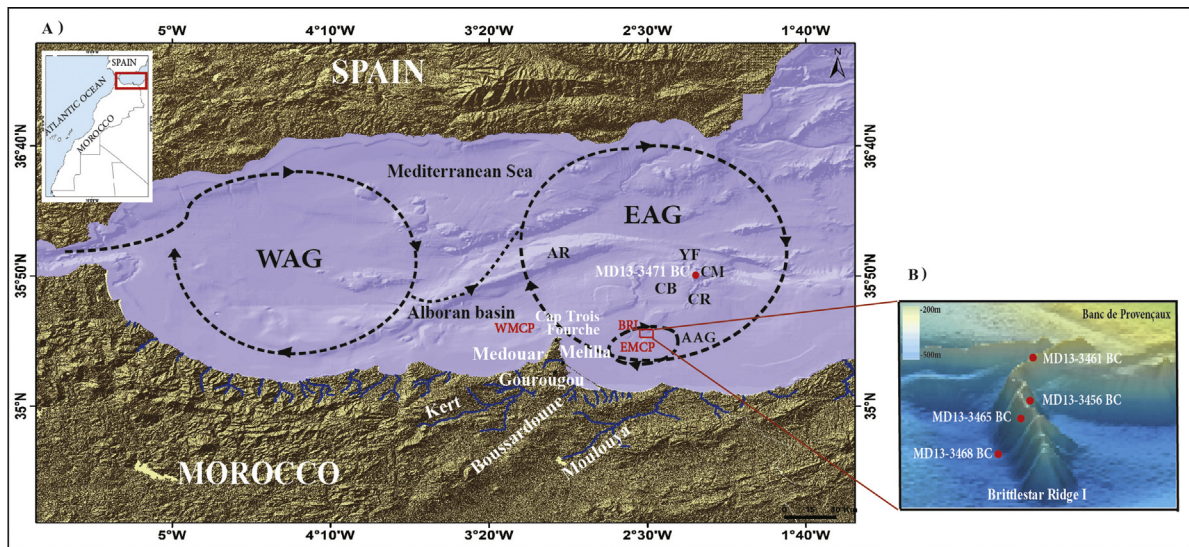 A )
5°W
4°10'W
3°20'W
2°30'W
1°40'W
SPAIN
ATLANTIC OCEAN
MOROCCO
SPAIN
N
36°40'N
36°40'N
Mediterranean Sea
EAG
WAG
AR
YF
35°50'N
MD13-3471 BC
CM
35°50'N
CB
CR
B )
Alboran basin
Cap Trois
Fourche
WMCP
BRI
AAG
EMCP
Medouar
Melilla
Gourougou
Kert
Boussardoune
Moulouya
35°N
35°N
MOROCCO
5°W
4°10'W
3°20'W
2°30'W
1°40'W
-200m
-500m
Banc de Provençaux
MD13-3461 BC
MD13-3456 BC
MD13-3465 BC
MD13-3468 BC
Brittlestar Ridge I